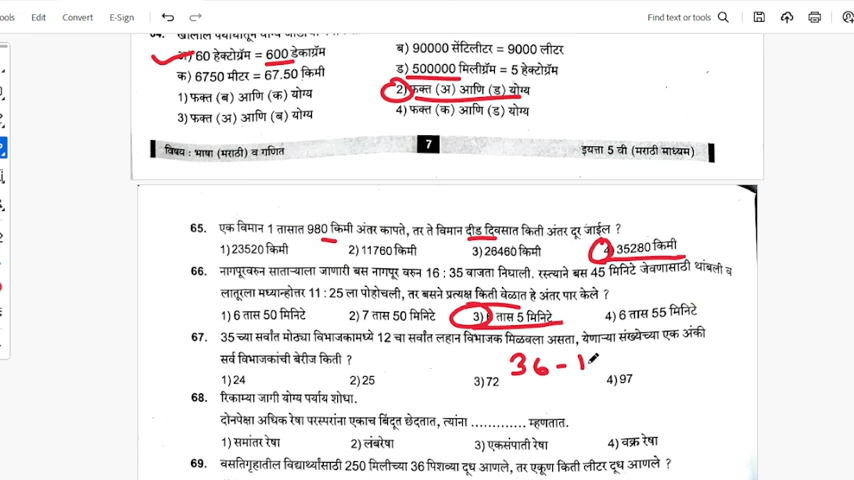 ools Edit Convert E-Sign Find text or tools
अ) 60 हेक्टोग्रॅम = 600 डेकाग्रॅम ब) 90000 सेंटिलीटर = 9000 लीटर
क) 6750 मीटर = 67.50 किमी ड) 500000 मिलीग्रॅम = 5 हेक्टोग्रॅम
1) फक्त (ब) आणि (क) योग्य 2) फक्त (अ) आणि (ड) योग्य
3) फक्त (अ) आणि (ब) योग्य 4) फक्त (क) आणि (ड) योग्य
विषय: भाषा (मराठी) व गणित 7 इयत्ता 5 वी (मराठी माध्यम)
65. एक विमान 1 तासात 980 किमी अंतर कापते, तर ते विमान दीड दिवसात किती अंतर दूर जाईल ?
1) 23520 किमी 2) 11760 किमी 3) 26460 किमी 4) 35280 किमी
66. नागपूरवरुन साताऱ्याला जाणारी बस नागपूर वरुन 16 : 35 वाजता निघाली. रस्त्याने बस 45 मिनिटे जेवणासाठी थांबली व
लातूरला मध्यान्होत्तर 11 : 25 ला पोहोचली, तर बसने प्रत्यक्ष किती वेळात हे अंतर पार केले ?
1) 6 तास 50 मिनिटे 2) 7 तास 50 मिनिटे 3) 6 तास 5 मिनिटे 4) 6 तास 55 मिनिटे
67. 35 च्या सर्वांत मोठ्या विभाजकामध्ये 12 चा सर्वांत लहान विभाजक मिळवला असता, येणाऱ्या संख्येच्या एक अंकी
सर्व विभाजकांची बेरीज किती ?
36 - 1
1) 24 2) 25 3) 72 4) 97
68. रिकाम्या जागी योग्य पर्याय शोधा.
दोनपेक्षा अधिक रेषा परस्परांना एकाच बिंदूत छेदतात, त्यांना ............. म्हणतात.
1) समांतर रेषा 2) लंबरेषा 3) एकसंपाती रेषा 4) वक्र रेषा
69. वसतिगृहातील विद्यार्थ्यांसाठी 250 मिलीच्या 36 पिशव्या दूध आणले, तर एकूण किती लीटर दूध आणले ?